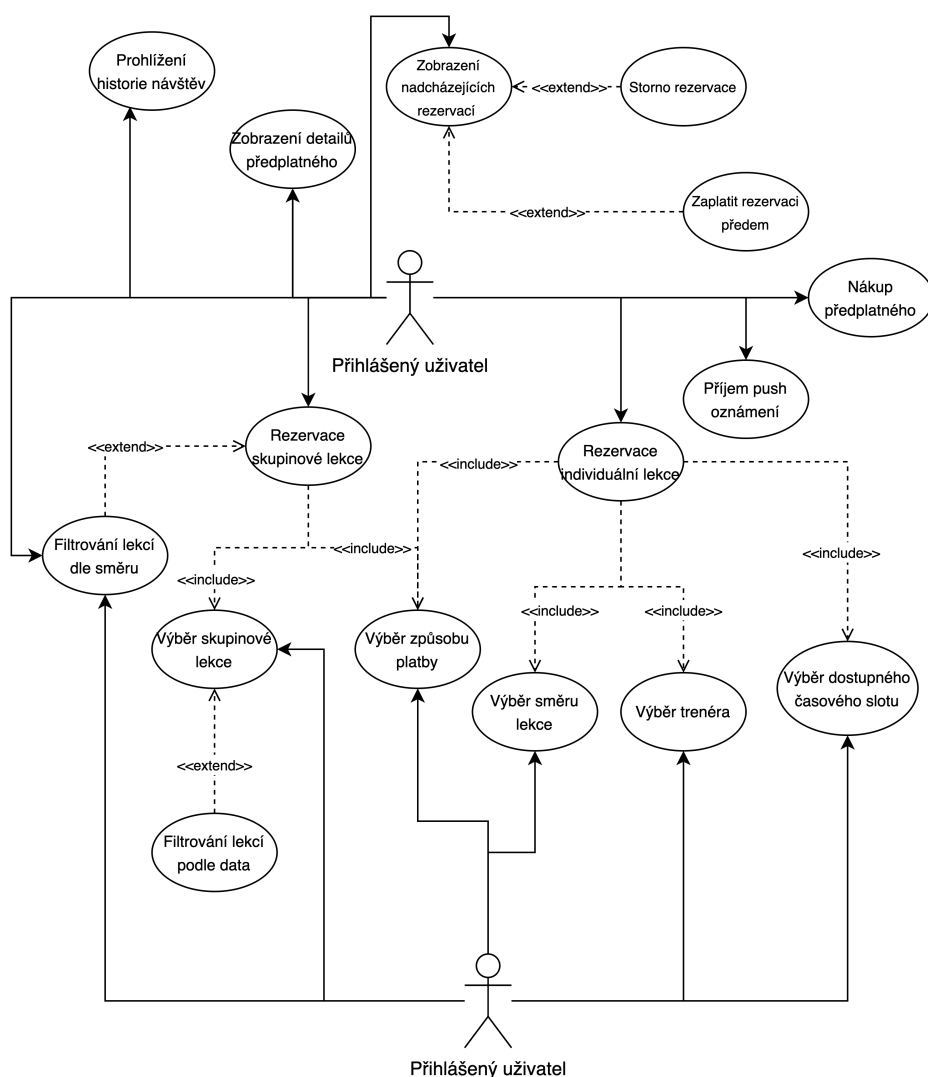 Prohlížení
historie návštěv
Zobrazení
nadcházejících
rezervací
<<extend>>
Storno rezervace
Zobrazení detailů
předplatného
Zaplatit rezervaci
předem
<<extend>>
Nákup
předplatného
Přihlášený uživatel
Příjem push
oznámení
Rezervace
skupinové lekce
<<extend>>
Rezervace
individuální lekce
<<include>>
Filtrování lekcí
dle směru
<<include>>
<<include>>
<<include>>
<<include>>
<<include>>
<<include>>
Výběr skupinové
lekce
Výběr způsobu
platby
Výběr směru
lekce
Výběr trenéra
Výběr dostupného
časového slotu
<<extend>>
Filtrování lekcí
podle data
Přihlášený uživatel